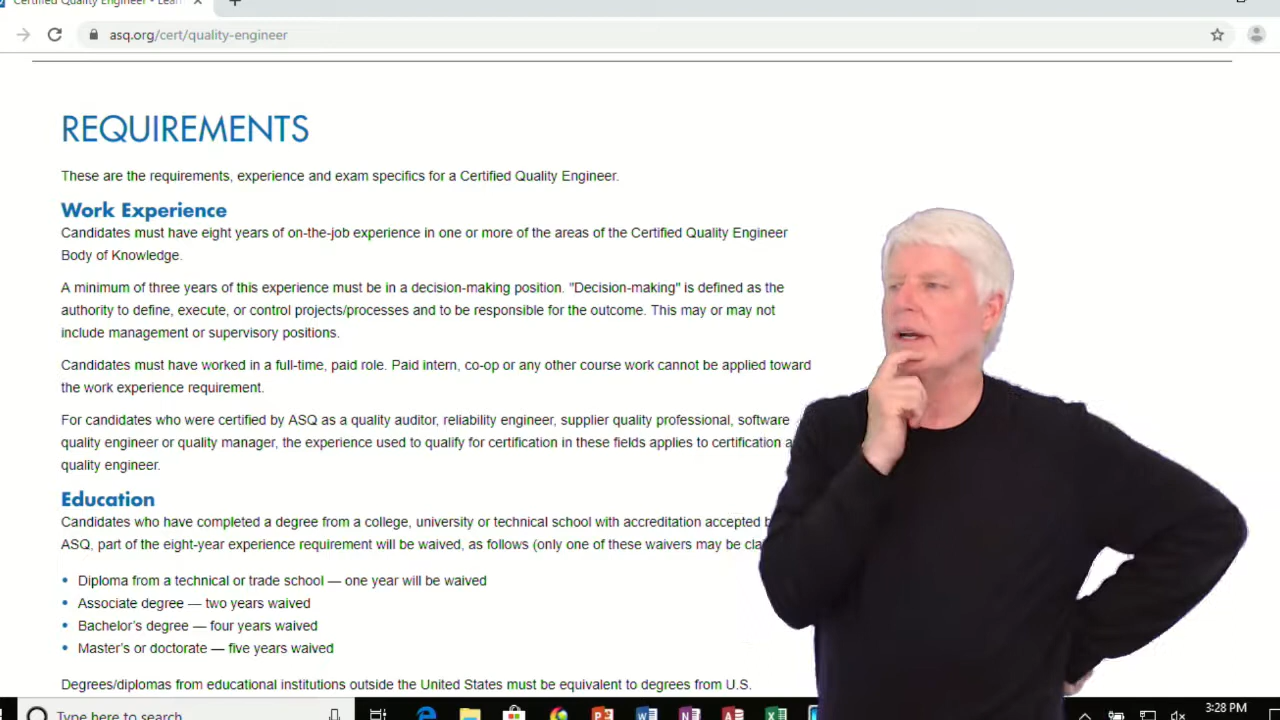 Certified Quality Engineer - Learn
asq.org/cert/quality-engineer
REQUIREMENTS
These are the requirements, experience and exam specifics for a Certified Quality Engineer.
Work Experience
Candidates must have eight years of on-the-job experience in one or more of the areas of the Certified Quality Engineer
Body of Knowledge.
A minimum of three years of this experience must be in a decision-making position. "Decision-making" is defined as the
authority to define, execute, or control projects/processes and to be responsible for the outcome. This may or may not
include management or supervisory positions.
Candidates must have worked in a full-time, paid role. Paid intern, co-op or any other course work cannot be applied toward
the work experience requirement.
For candidates who were certified by ASQ as a quality auditor, reliability engineer, supplier quality professional, software
quality engineer or quality manager, the experience used to qualify for certification in these fields applies to certification
quality engineer.
Education
Candidates who have completed a degree from a college, university or technical school with accreditation accepted
ASQ, part of the eight-year experience requirement will be waived, as follows (only one of these waivers may be
• Diploma from a technical or trade school — one year will be waived
• Associate degree — two years waived
• Bachelor's degree — four years waived
• Master's or doctorate — five years waived
Degrees/diplomas from educational institutions outside the United States must be equivalent to degrees from U.S.
Type here to search
3:28 PM